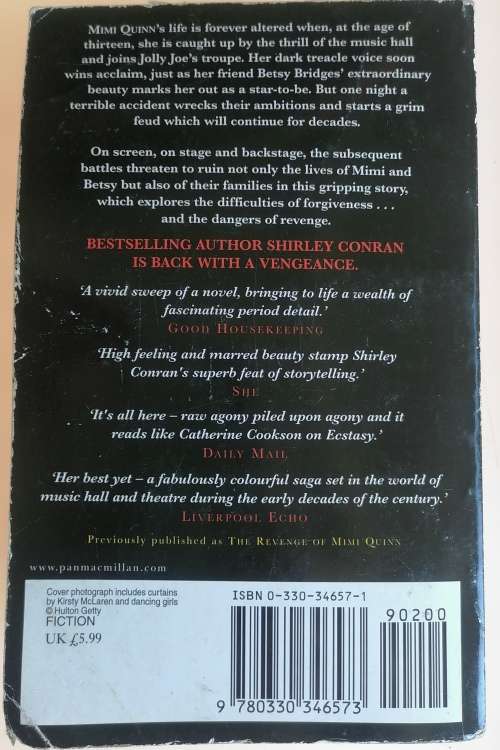 MIMI QUINN's life is forever altered when, at the age of
thirteen, she is caught up by the thrill of the music hall
and joins Jolly Joe's troupe. Her dark treacle voice soon
wins acclaim, just as her friend Betsy Bridges' extraordinary
beauty marks her out as a star-to-be. But one night a
terrible accident wrecks their ambitions and starts a grim
feud which will continue for decades.
On screen, on stage and backstage, the subsequent
battles threaten to ruin not only the lives of Mimi and
Betsy but also of their families in this gripping story,
which explores the difficulties of forgiveness . . .
and the dangers of revenge.
BESTSELLING AUTHOR SHIRLEY CONRAN
IS BACK WITH A VENGEANCE.
'A vivid sweep of a novel, bringing to life a wealth of
fascinating period detail.'
GOOD HOUSEKEEPING
'High feeling and marred beauty stamp Shirley
Conran's superb feat of storytelling.'
SHE
'It's all here – raw agony piled upon agony and it
reads like Catherine Cookson on Ecstasy.'
DAILY MAIL
'Her best yet – a fabulously colourful saga set in the world of
music hall and theatre during the early decades of the century.'
LIVERPOOL ECHO
Previously published as THE REVENGE OF MIMI QUINN
www.panmacmillan.com
Cover photograph includes curtains
by Kirsty McLaren and dancing girls
© Hulton Getty
FICTION
UK £5.99
ISBN 0-330-34657-1
90200
9 780330 346573